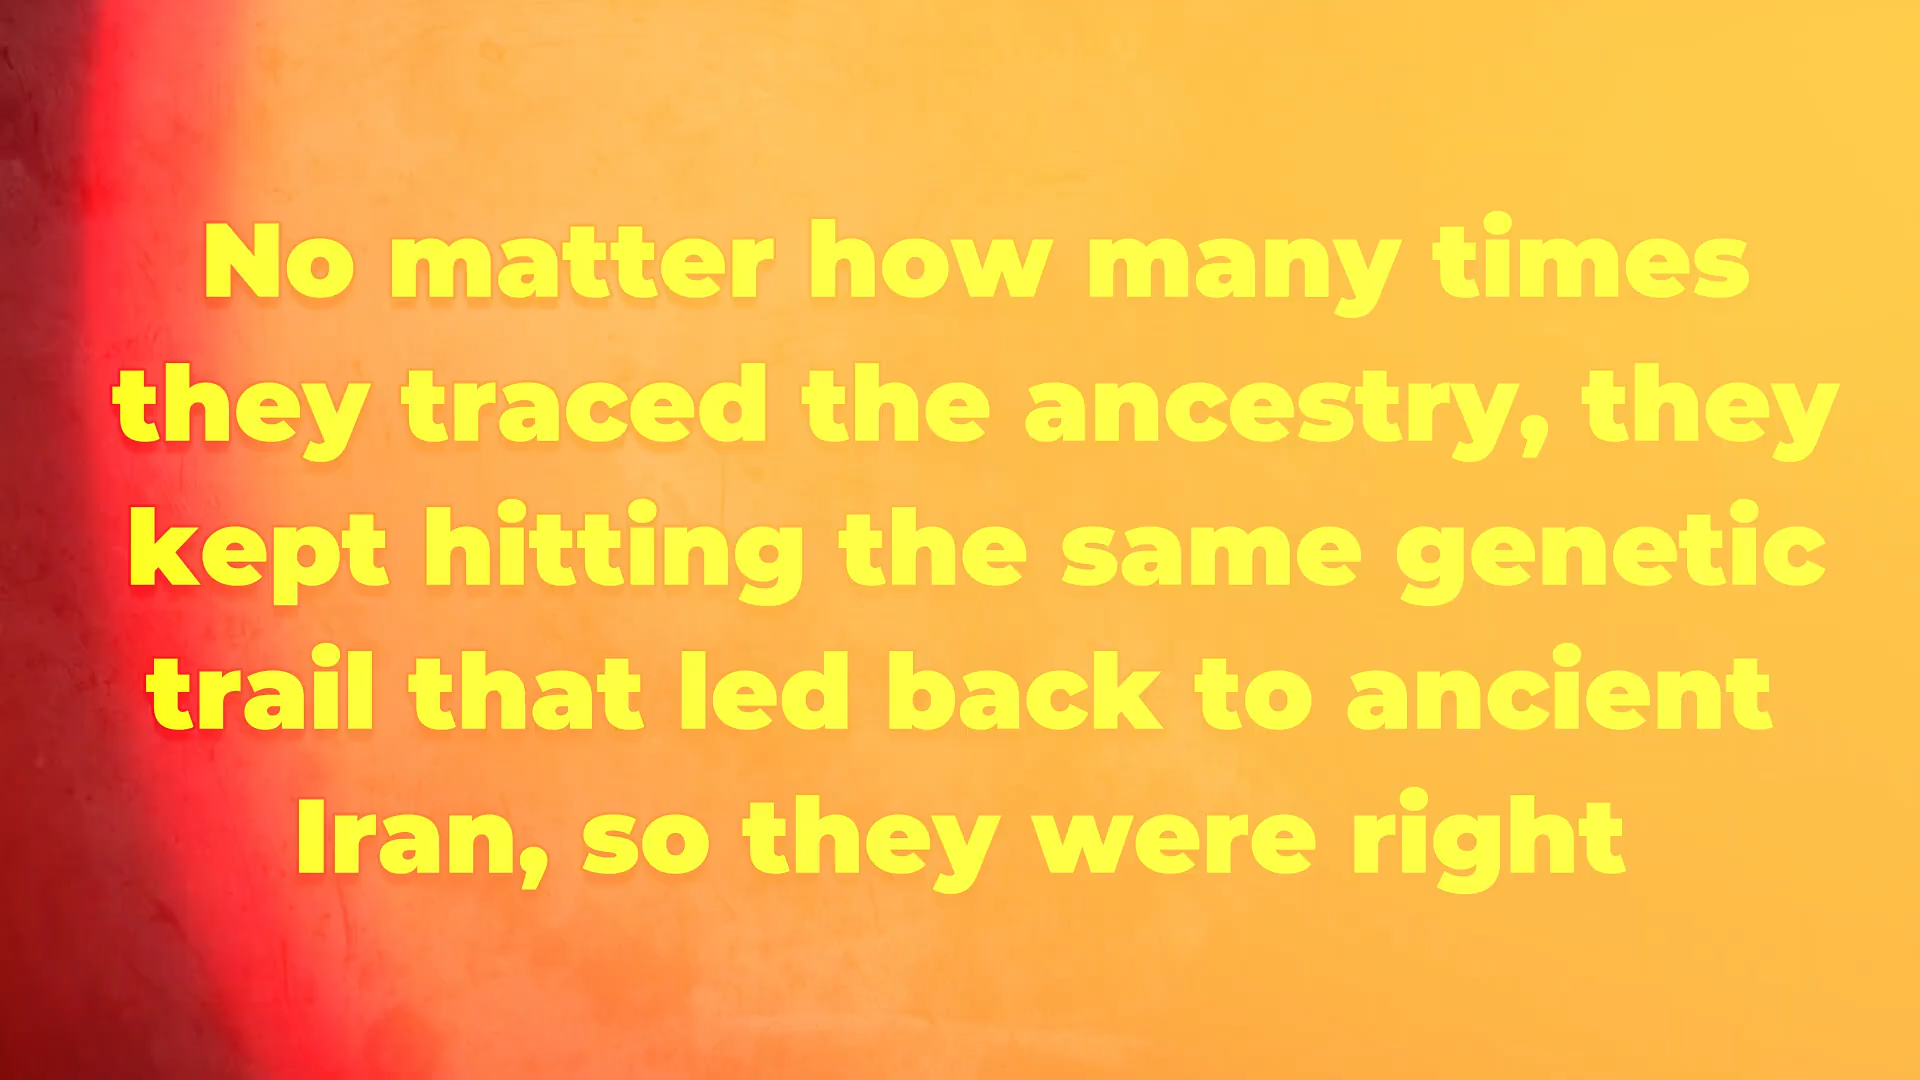 No matter how many times
they traced the ancestry, they
kept hitting the same genetic
trail that led back to ancient
Iran, so they were right